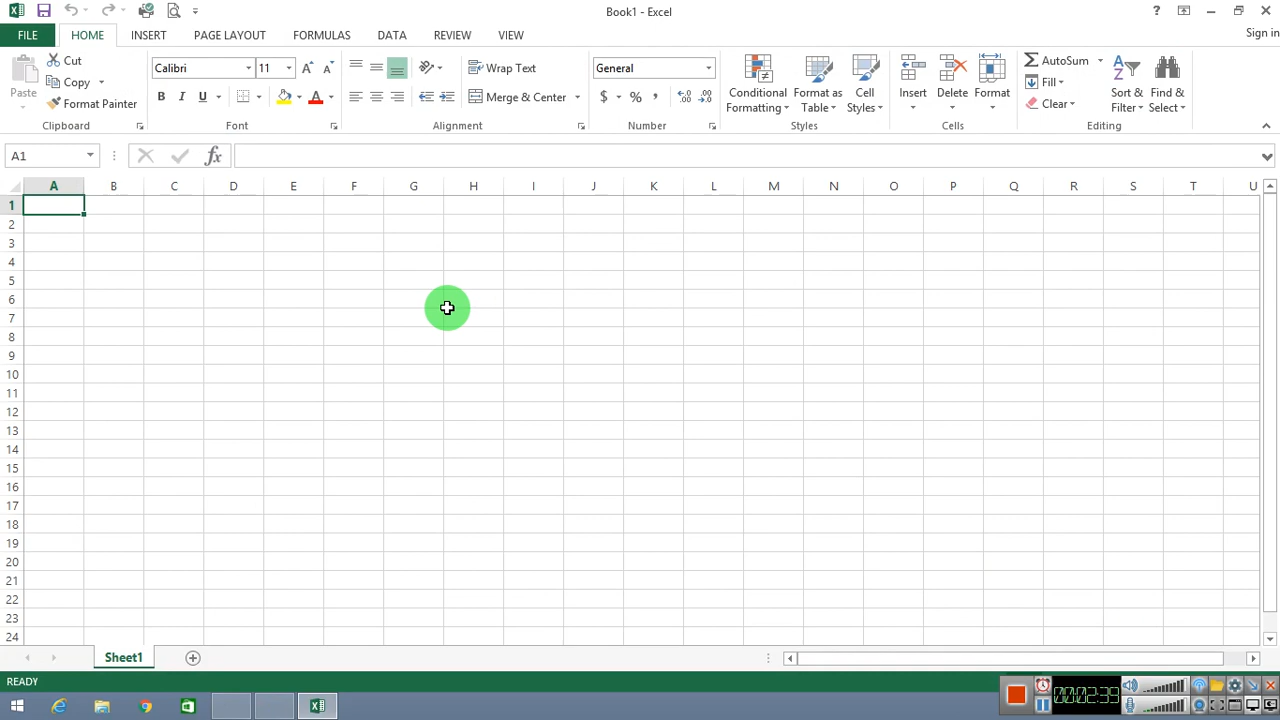 Book1 - Excel
?
Sign in
FILE HOME INSERT PAGE LAYOUT FORMULAS DATA REVIEW VIEW
Paste
Cut
Copy
Format Painter
Clipboard
Calibri 11
B I U
Font
Wrap Text
Merge & Center
Alignment
General
$ % ,
Number
Conditional Formatting
Format as Table
Cell Styles
Styles
Insert Delete Format
Cells
AutoSum
Fill
Clear
Sort & Filter
Find & Select
Editing
A1 fx
A B C D E F G H I J K L M N O P Q R S T U
1
2
3
4
5
6
7
8
9
10
11
12
13
14
15
16
17
18
19
20
21
22
23
24
Sheet1
READY
00:02:39